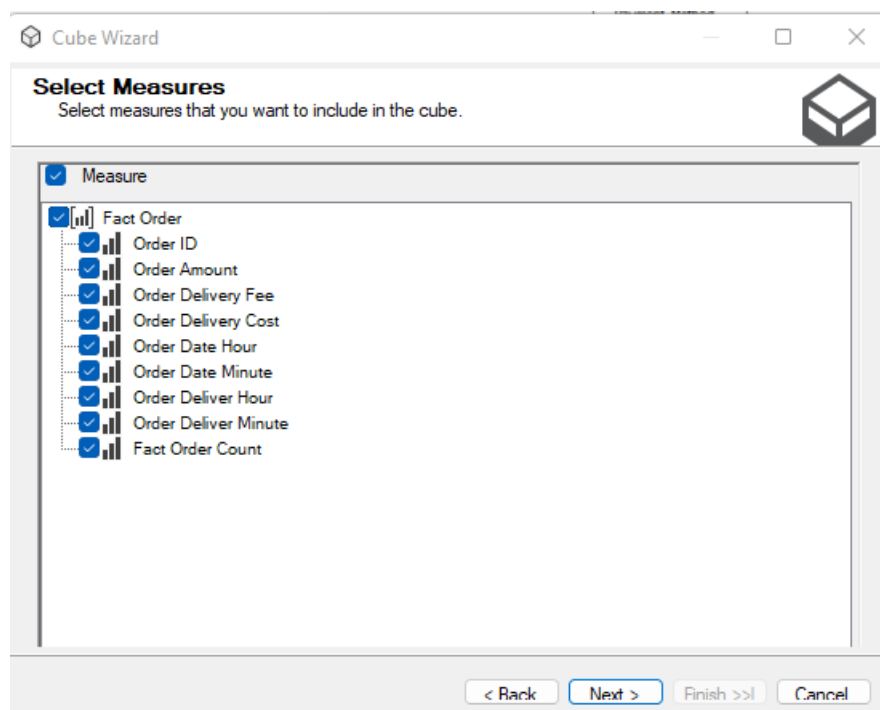 Cube Wizard
Select Measures
Select measures that you want to include in the cube.
Measure
Fact Order
Order ID
Order Amount
Order Delivery Fee
Order Delivery Cost
Order Date Hour
Order Date Minute
Order Deliver Hour
Order Deliver Minute
Fact Order Count
< Back Next > Finish >>| Cancel